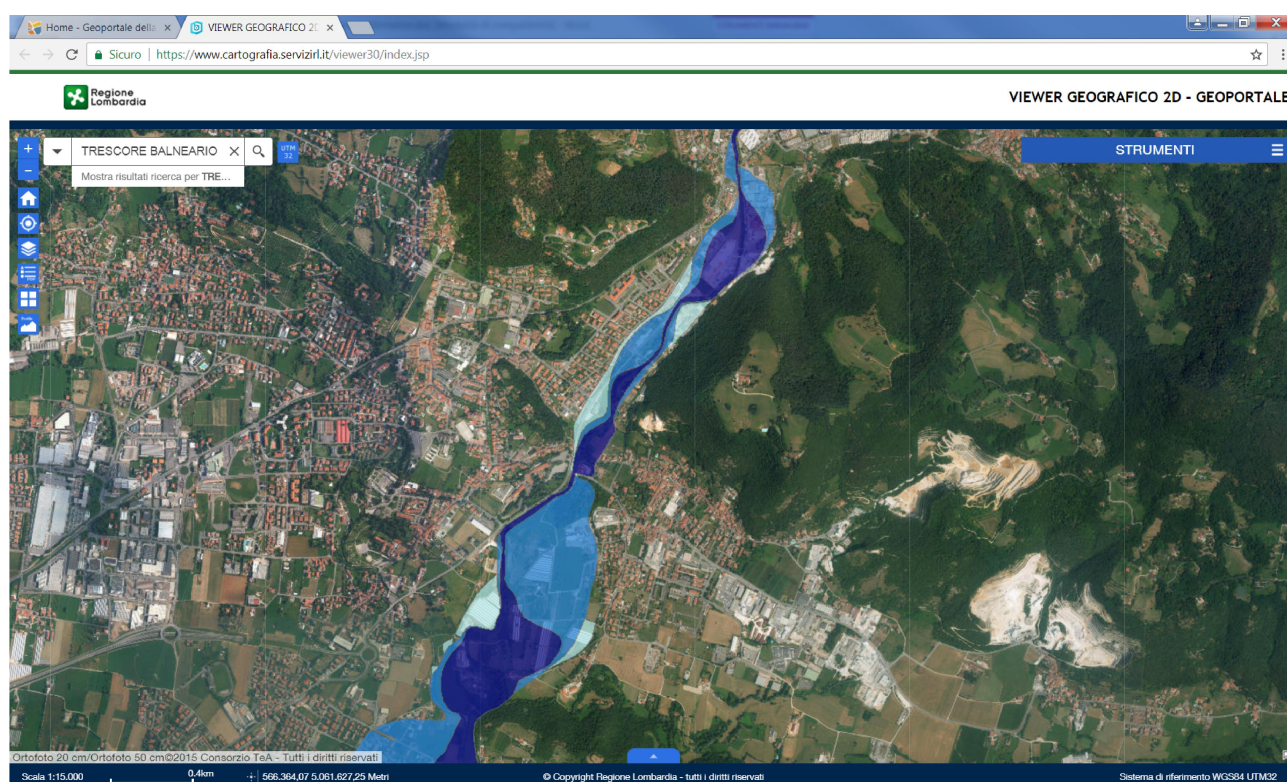 Home - Geoportale della
VIEWER GEOGRAFICO 2D
Sicuro | https://www.cartografia.servizirl.it/viewer30/index.jsp
Regione
Lombardia
VIEWER GEOGRAFICO 2D - GEOPORTALE
+
TRESCORE BALNEARIO
UTM
32
STRUMENTI
-
Mostra risultati ricerca per TRE...
Ortofoto 20 cm/Ortofoto 50 cm©2015 Consorzio TeA - Tutti i diritti riservati
Scala 1:15.000
0.4km
566.364,07 5.061.627,25 Metri
© Copyright Regione Lombardia - tutti i diritti riservati
Sistema di riferimento WGS84 UTM32